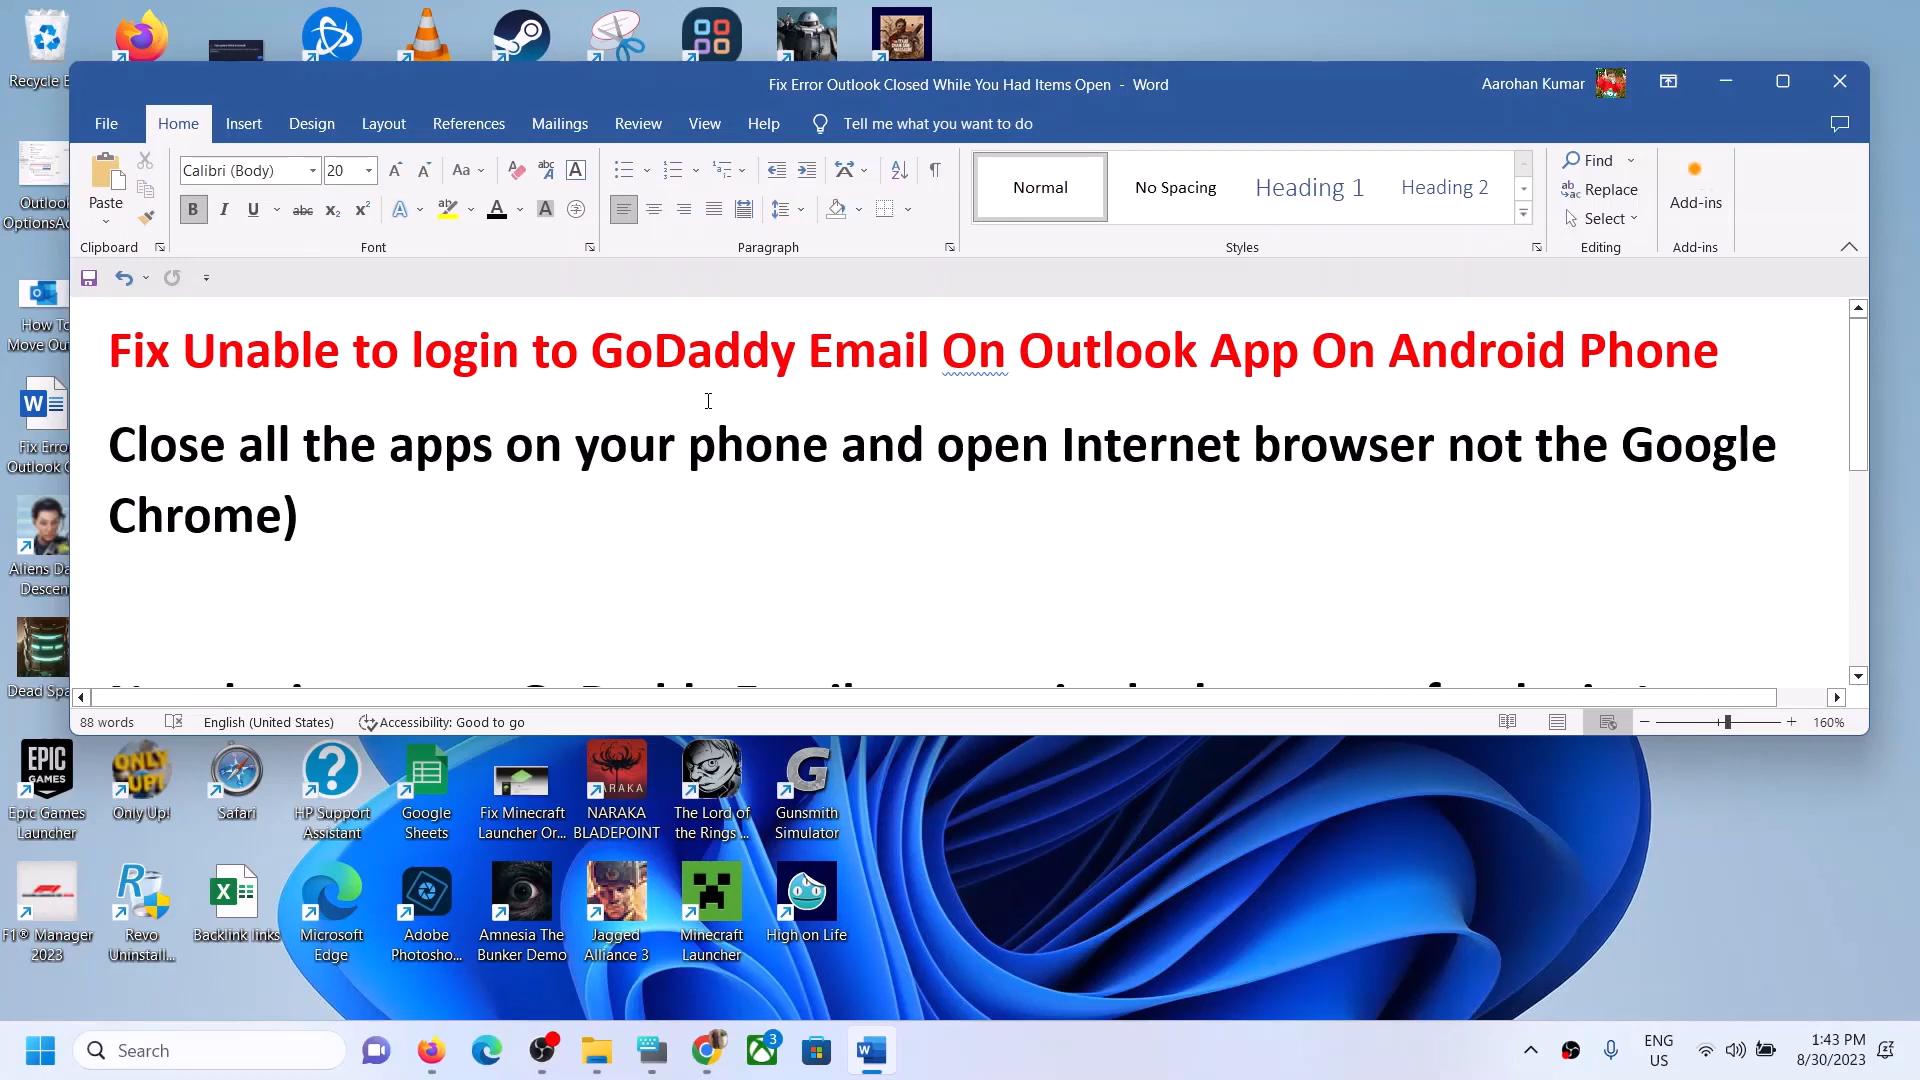 Recycle B
Fix Error Outlook Closed While You Had Items Open - Word
Aarohan Kumar
File
Home
Insert
Design
Layout
References
Mailings
Review
View
Help
Tell me what you want to do
Paste
Clipboard
Calibri (Body)
20
Aa
Font
Paragraph
Normal
No Spacing
Heading 1
Heading 2
Styles
Find
Replace
Select
Editing
Add-ins
Add-ins
Fix Unable to login to GoDaddy Email On Outlook App On Android Phone
Close all the apps on your phone and open Internet browser not the Google
Chrome)
88 words
English (United States)
Accessibility: Good to go
160%
Outlook
OptionsAc
How To
Move Ou
Fix Erro
Outlook C
Aliens Da
Descen
Dead Spa
Epic Games
Launcher
Only Up!
Safari
HP Support
Assistant
Google
Sheets
Fix Minecraft
Launcher Or...
NARAKA
BLADEPOINT
The Lord of
the Rings ...
Gunsmith
Simulator
F1® Manager
2023
Revo
Uninstall...
Backlink links
Microsoft
Edge
Adobe
Photosho...
Amnesia The
Bunker Demo
Jagged
Alliance 3
Minecraft
Launcher
High on Life
Search
3
ENG
US
1:43 PM
8/30/2023